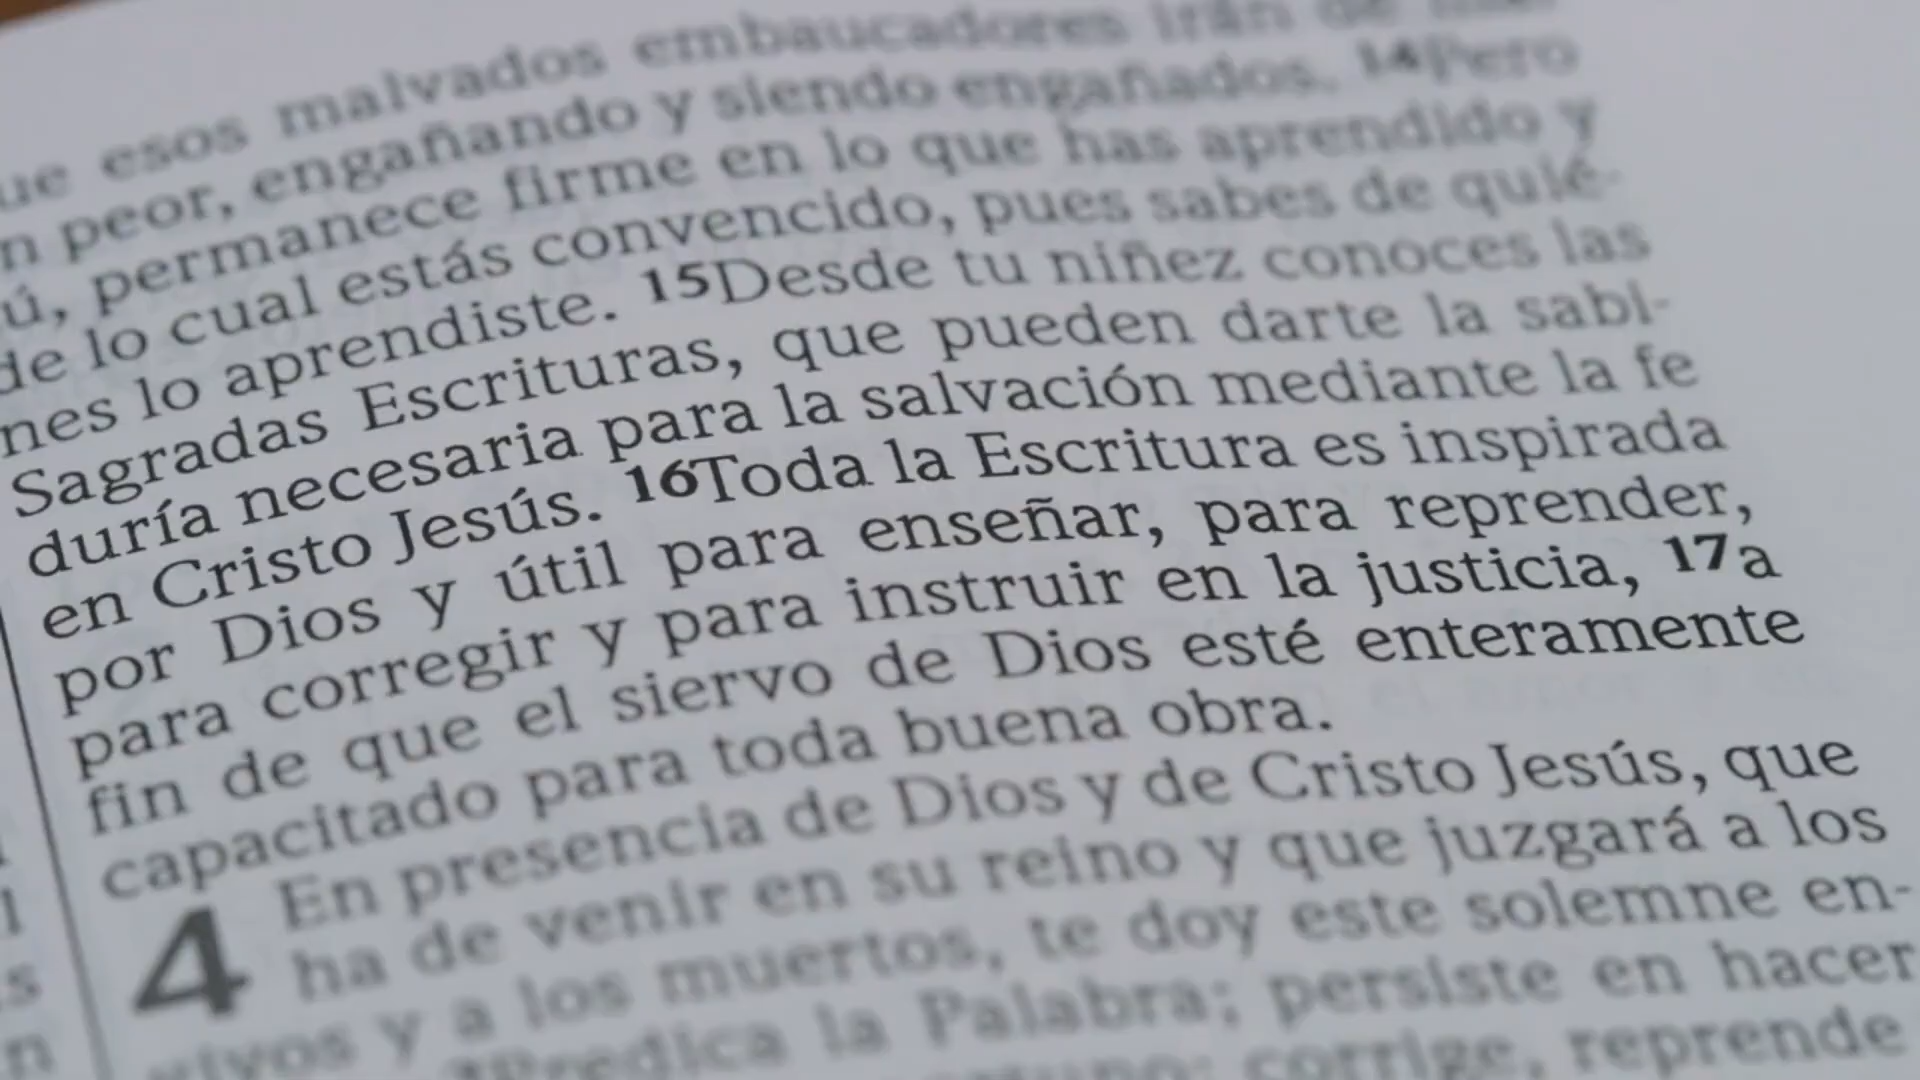 esos malvados embaucadores irán de
peor, engañando y siendo engañados. 14Pero
ú, permanece firme en lo que has aprendido y
de lo cual estás convencido, pues sabes de quié-
nes lo aprendiste. 15Desde tu niñez conoces las
Sagradas Escrituras, que pueden darte la sabi-
duría necesaria para la salvación mediante la fe
en Cristo Jesús. 16Toda la Escritura es inspirada
por Dios y útil para enseñar, para reprender,
para corregir y para instruir en la justicia, 17a
fin de que el siervo de Dios esté enteramente
capacitado para toda buena obra.
4 En presencia de Dios y de Cristo Jesús, que
ha de venir en su reino y que juzgará a los
vivos y a los muertos, te doy este solemne en-
Predica la Palabra; persiste en hacer
corrige, reprende